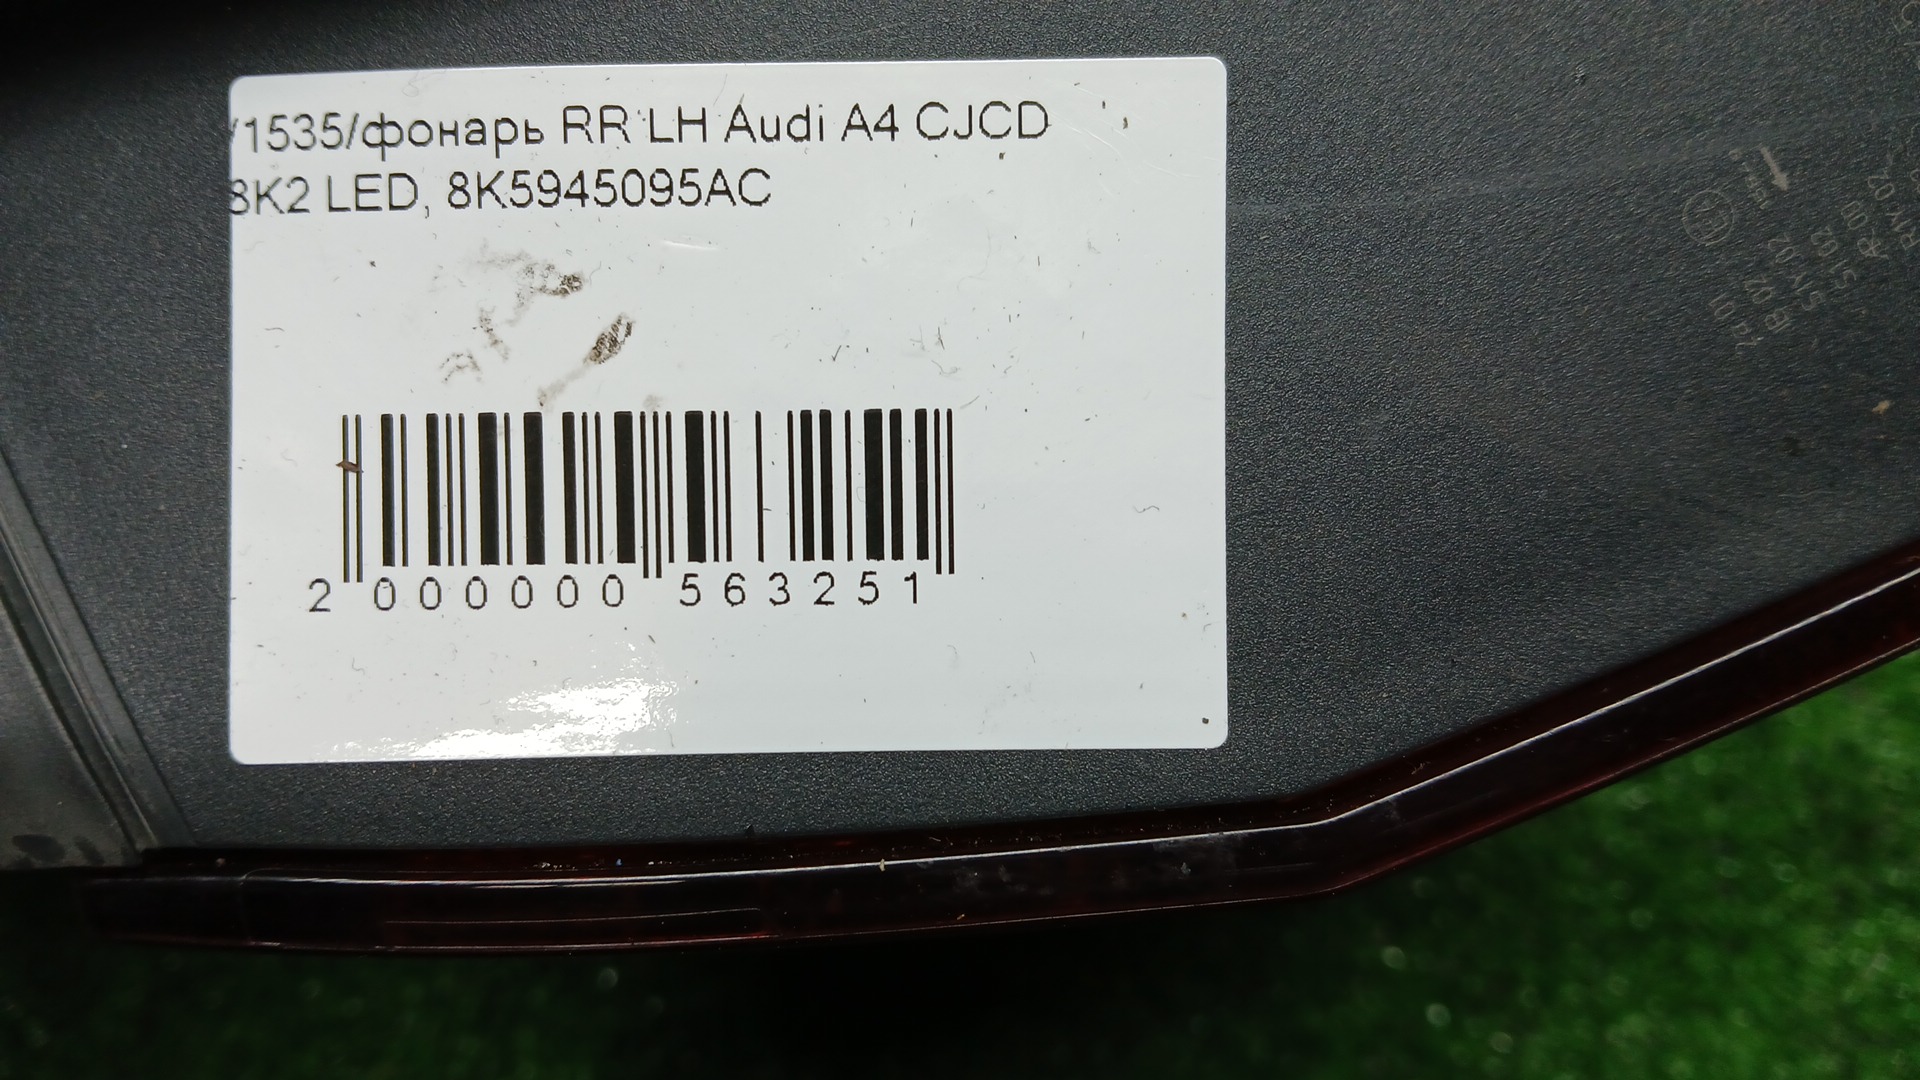 /1535/фонарь RR LH Audi A4 CJCD
8K2 LED, 8K5945095AC
2 000000 563251